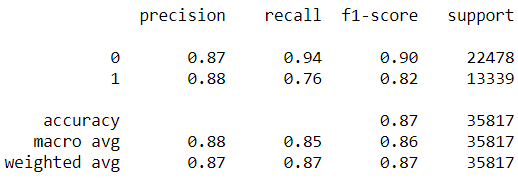 precision recall f1-score support
0 0.87 0.94 0.90 22478
1 0.88 0.76 0.82 13339
accuracy 0.87 35817
macro avg 0.88 0.85 0.86 35817
weighted avg 0.87 0.87 0.87 35817